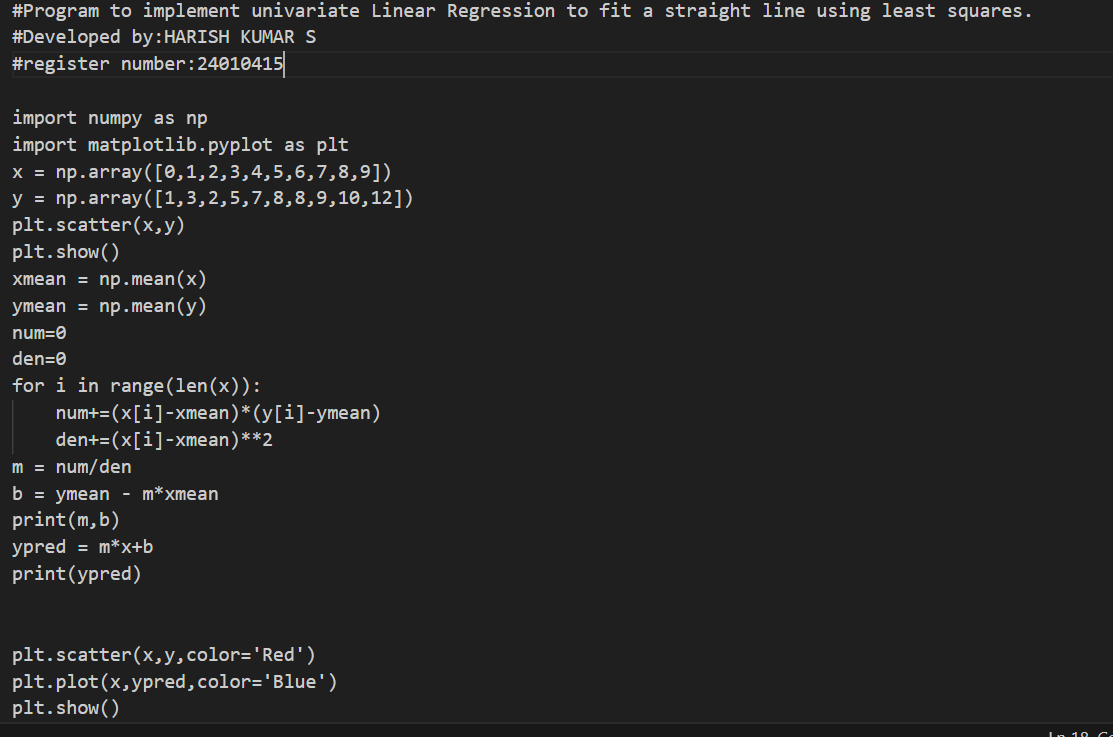 #Program to implement univariate Linear Regression to fit a straight line using least squares.
#Developed by:HARISH KUMAR S
#register number:24010415
import numpy as np
import matplotlib.pyplot as plt
x = np.array([0,1,2,3,4,5,6,7,8,9])
y = np.array([1,3,2,5,7,8,8,9,10,12])
plt.scatter(x,y)
plt.show()
xmean = np.mean(x)
ymean = np.mean(y)
num=0
den=0
for i in range(len(x)):
    num+=(x[i]-xmean)*(y[i]-ymean)
    den+=(x[i]-xmean)**2
m = num/den
b = ymean - m*xmean
print(m,b)
ypred = m*x+b
print(ypred)
plt.scatter(x,y,color='Red')
plt.plot(x,ypred,color='Blue')
plt.show()